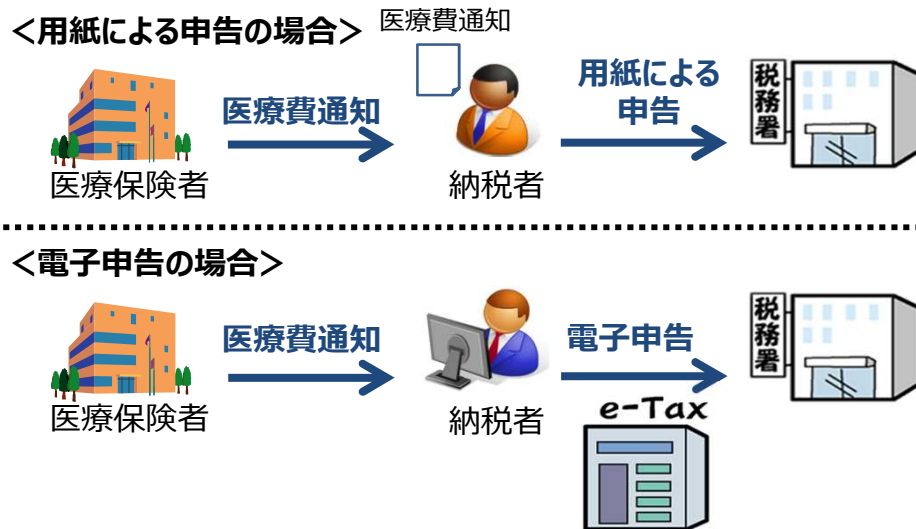 ＜用紙による申告の場合＞
医療費通知
医療費通知
用紙による
申告
税務署
医療保険者
納税者
＜電子申告の場合＞
医療費通知
電子申告
税務署
医療保険者
納税者
e-Tax